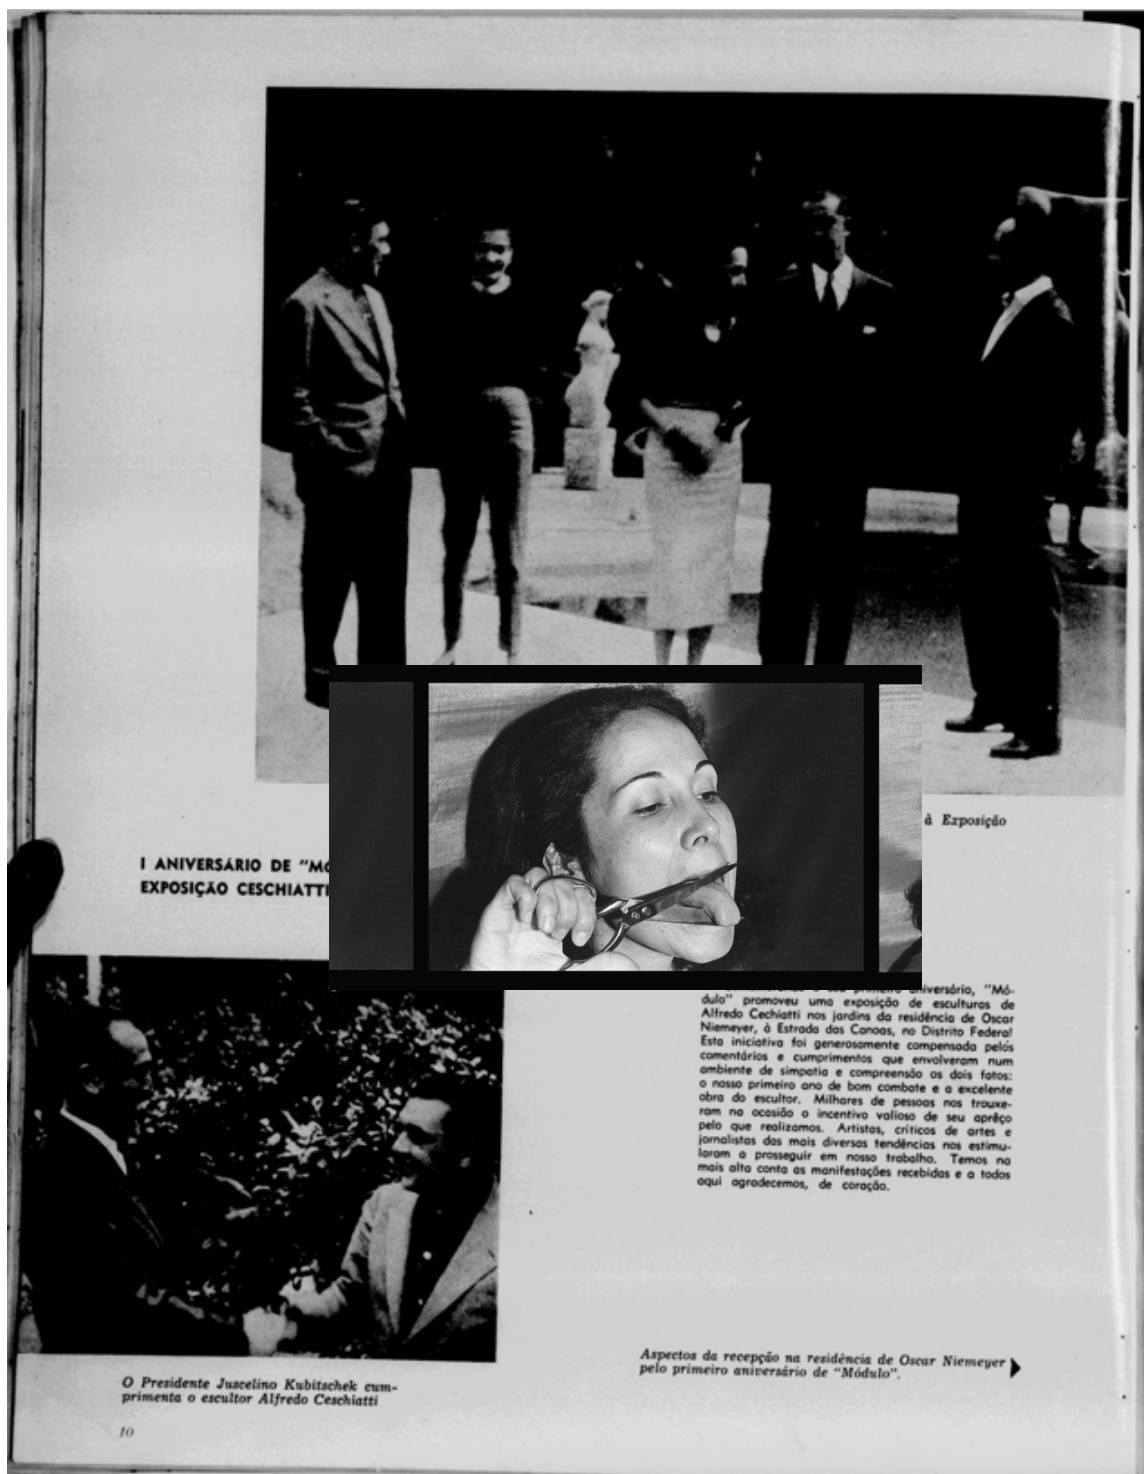 à Exposição
I ANIVERSÁRIO DE "MÓ
EXPOSIÇÃO CESCHIATTI
primeiro aniversário, "Mó-
dulo" promoveu uma exposição de esculturas de
Alfredo Cechiatti nos jardins da residência de Oscar
Niemeyer, à Estrada das Canoas, no Distrito Federal
Esta iniciativa foi generosamente compensada pelos
comentários e cumprimentos que envolveram num
ambiente de simpatia e compreensão os dois fatos:
o nosso primeiro ano de bom combate e a excelente
obra do escultor. Milhares de pessoas nos trouxe-
ram na ocasião o incentivo valioso de seu aprêço
pelo que realizamos. Artistas, críticos de artes e
jornalistas das mais diversas tendências nos estimu-
laram a prosseguir em nosso trabalho. Temos na
mais alta conta as manifestações recebidas e a todos
aqui agradecemos, de coração.
Aspectos da recepção na residência de Oscar Niemeyer
pelo primeiro aniversário de "Módulo".
O Presidente Juscelino Kubitschek cum-
primenta o escultor Alfredo Ceschiatti
10